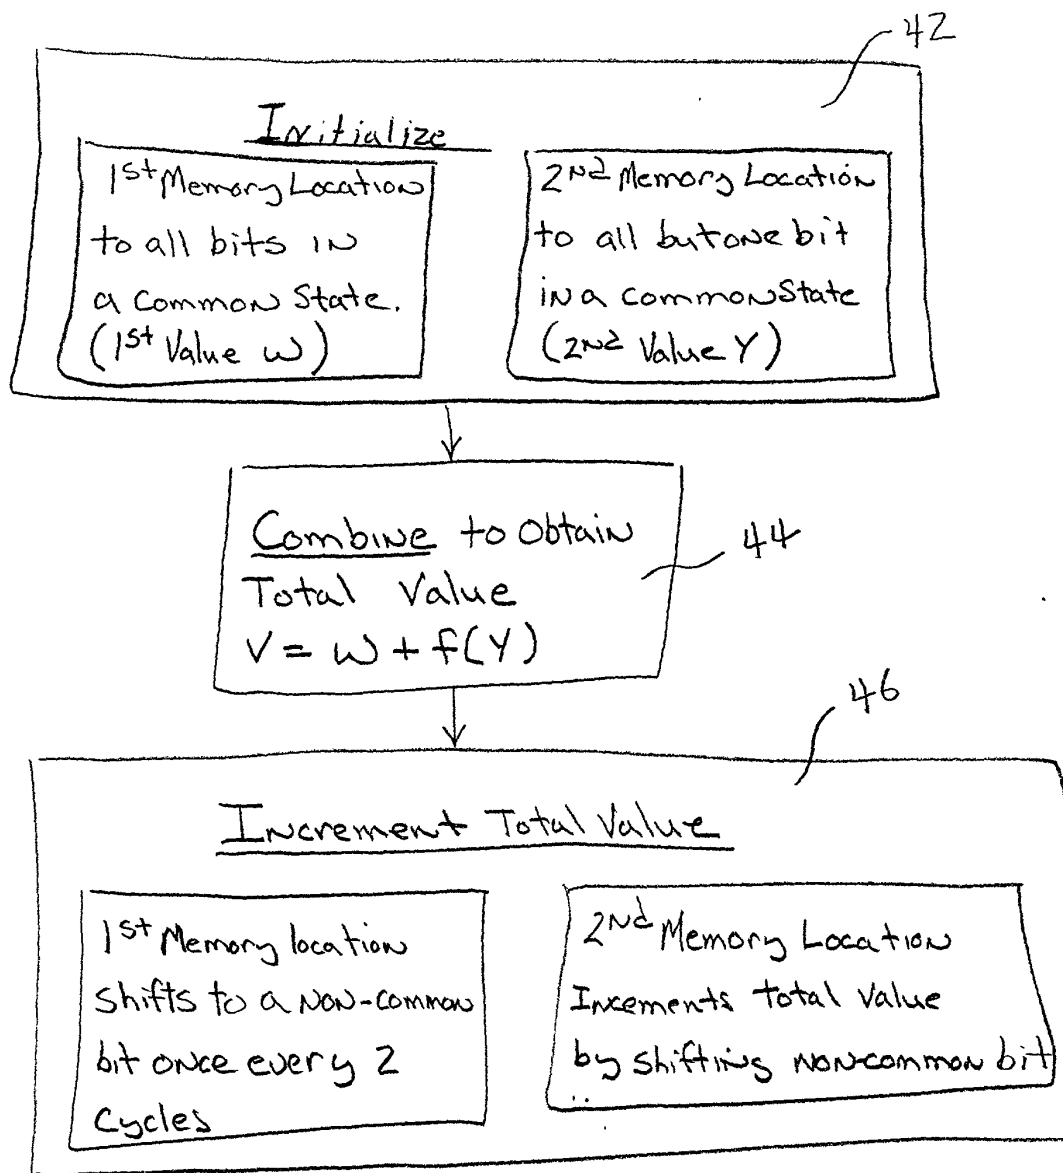 42
Initialize
1st Memory Location
to all bits in
a common State.
(1st Value W)
2nd Memory Location
to all but one bit
in a common State
(2nd Value Y)
Combine to Obtain
Total Value
V = W + f(Y)
44
46
Increment Total Value
1st Memory location
shifts to a non-common
bit once every 2
Cycles
2nd Memory Location
Incements total Value
by shifting non-common bit